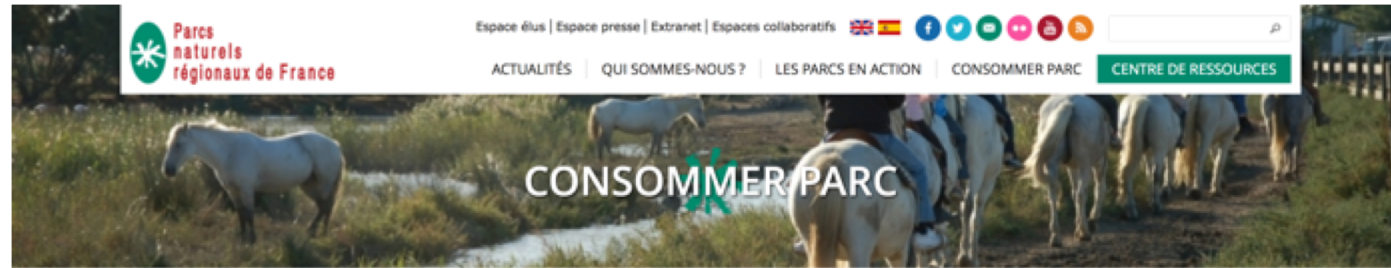 Parcs
naturels
régionaux de France
Espace élus | Espace presse | Extranet | Espaces collaboratifs
ACTUALITÉS | QUI SOMMES-NOUS ? | LES PARCS EN ACTION | CONSOMMER PARC | CENTRE DE RESSOURCES
CONSOMMER PARC